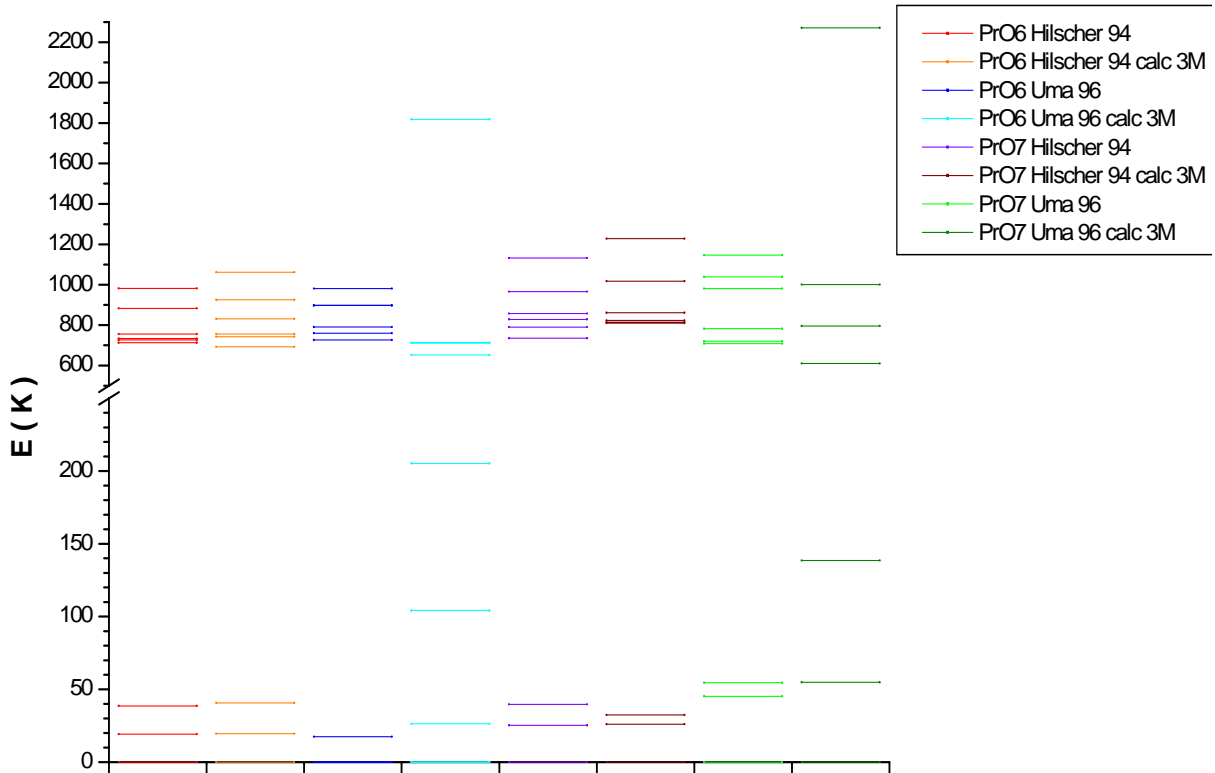 2200
2000
1800
1600
1400
1200
1000
800
600
200
150
100
50
0
E ( K )
PrO6 Hilscher 94
PrO6 Hilscher 94 calc 3M
PrO6 Uma 96
PrO6 Uma 96 calc 3M
PrO7 Hilscher 94
PrO7 Hilscher 94 calc 3M
PrO7 Uma 96
PrO7 Uma 96 calc 3M